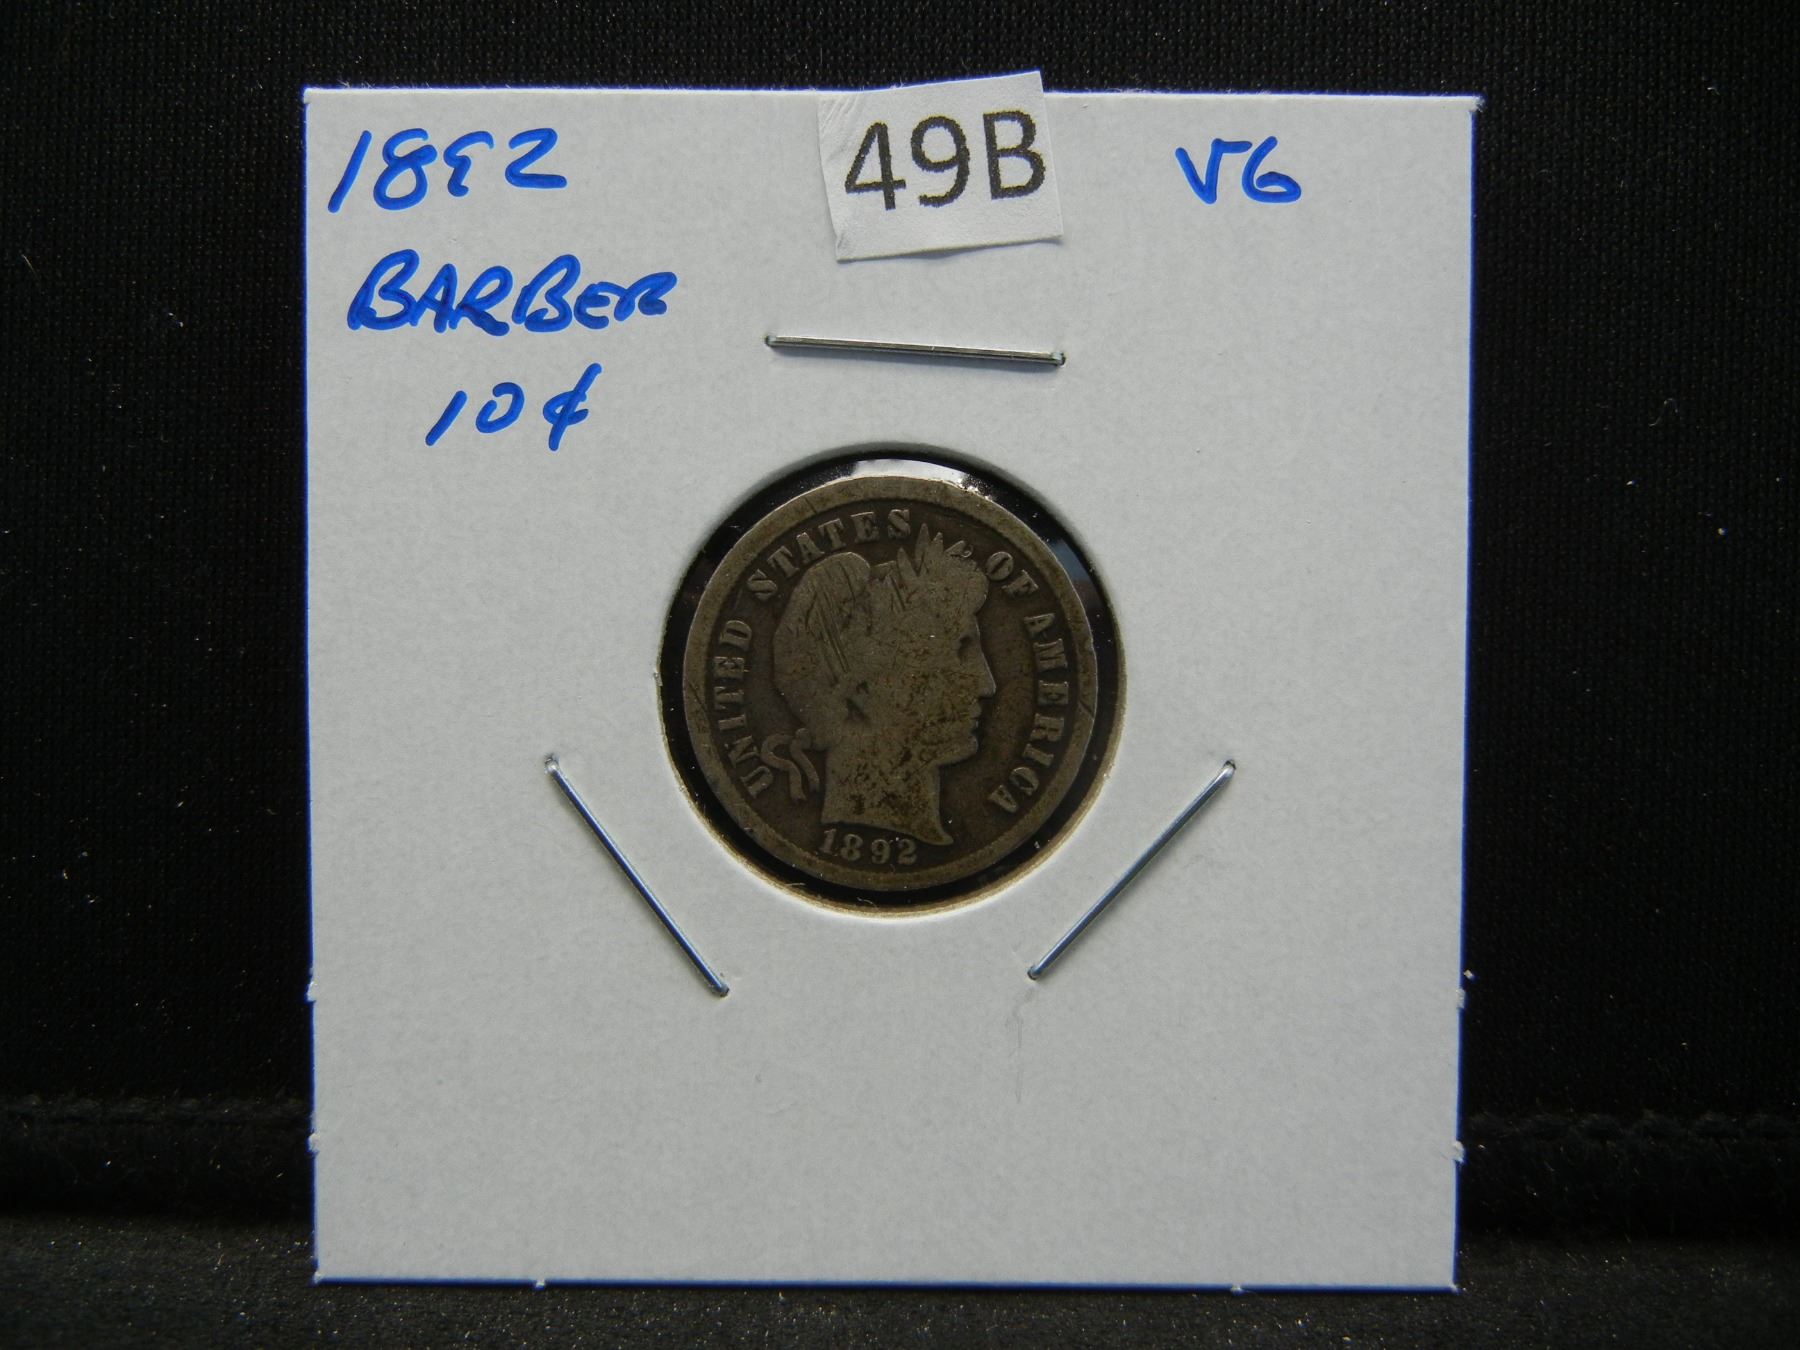 1892
49B
VG
BARBER
10¢
UNITED STATES OF AMERICA
1892